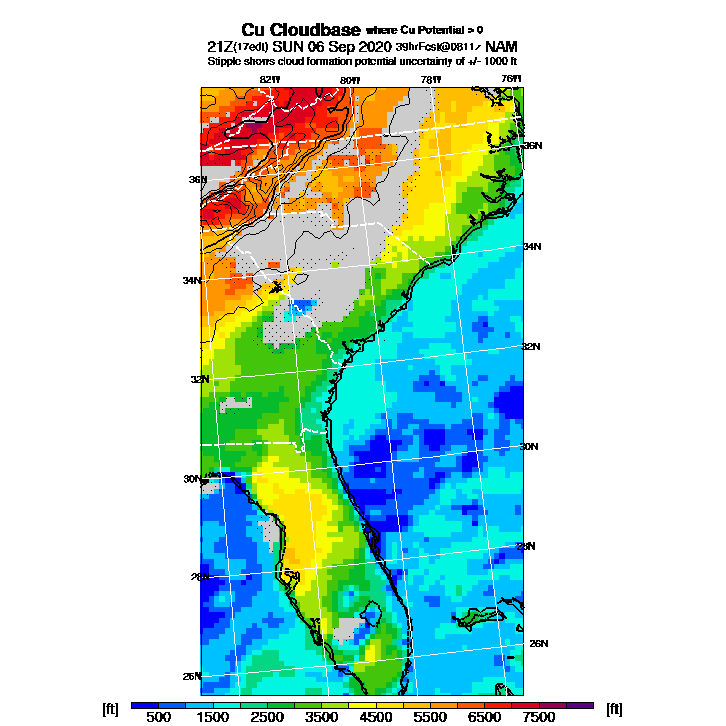 Cu Cloudbase where Cu Potential > 0
21Z(17edt) SUN 06 Sep 2020 39hrFcst@0811z NAM
Stipple shows cloud formation potential uncertainty of +/- 1000 ft
82W 80W 78W 76W
36N
36N
34N
34N
32N
32N
30N
30N
28N
28N
26N
26N
[ft] 500 1500 2500 3500 4500 5500 6500 7500 [ft]